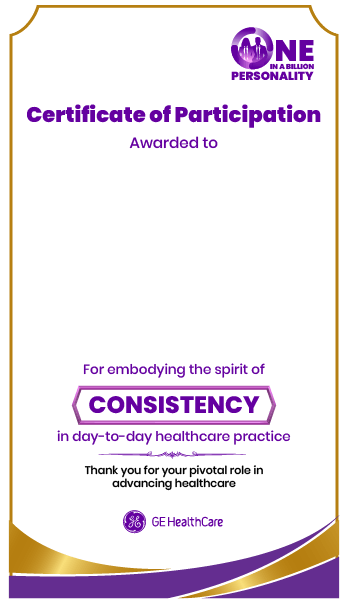 ONE
IN A BILLION
PERSONALITY
Certificate of Participation
Awarded to
For embodying the spirit of
CONSISTENCY
in day-to-day healthcare practice
Thank you for your pivotal role in
advancing healthcare
GE HealthCare